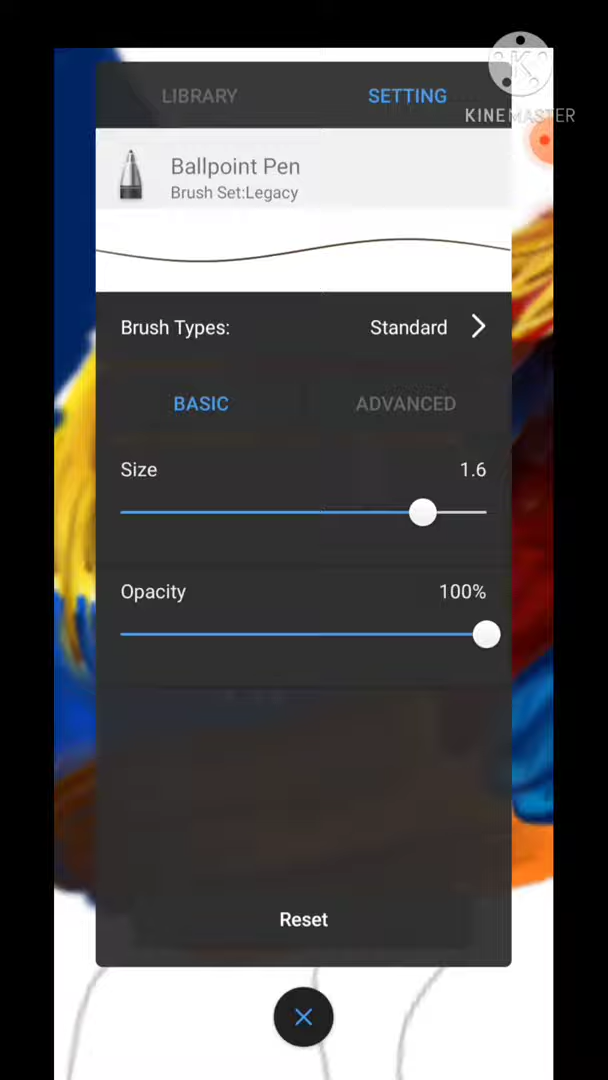 LIBRARY
SETTING
KINEMASTER
Ballpoint Pen
Brush Set:Legacy
Brush Types:
Standard
BASIC
ADVANCED
Size
1.6
Opacity
100%
Reset